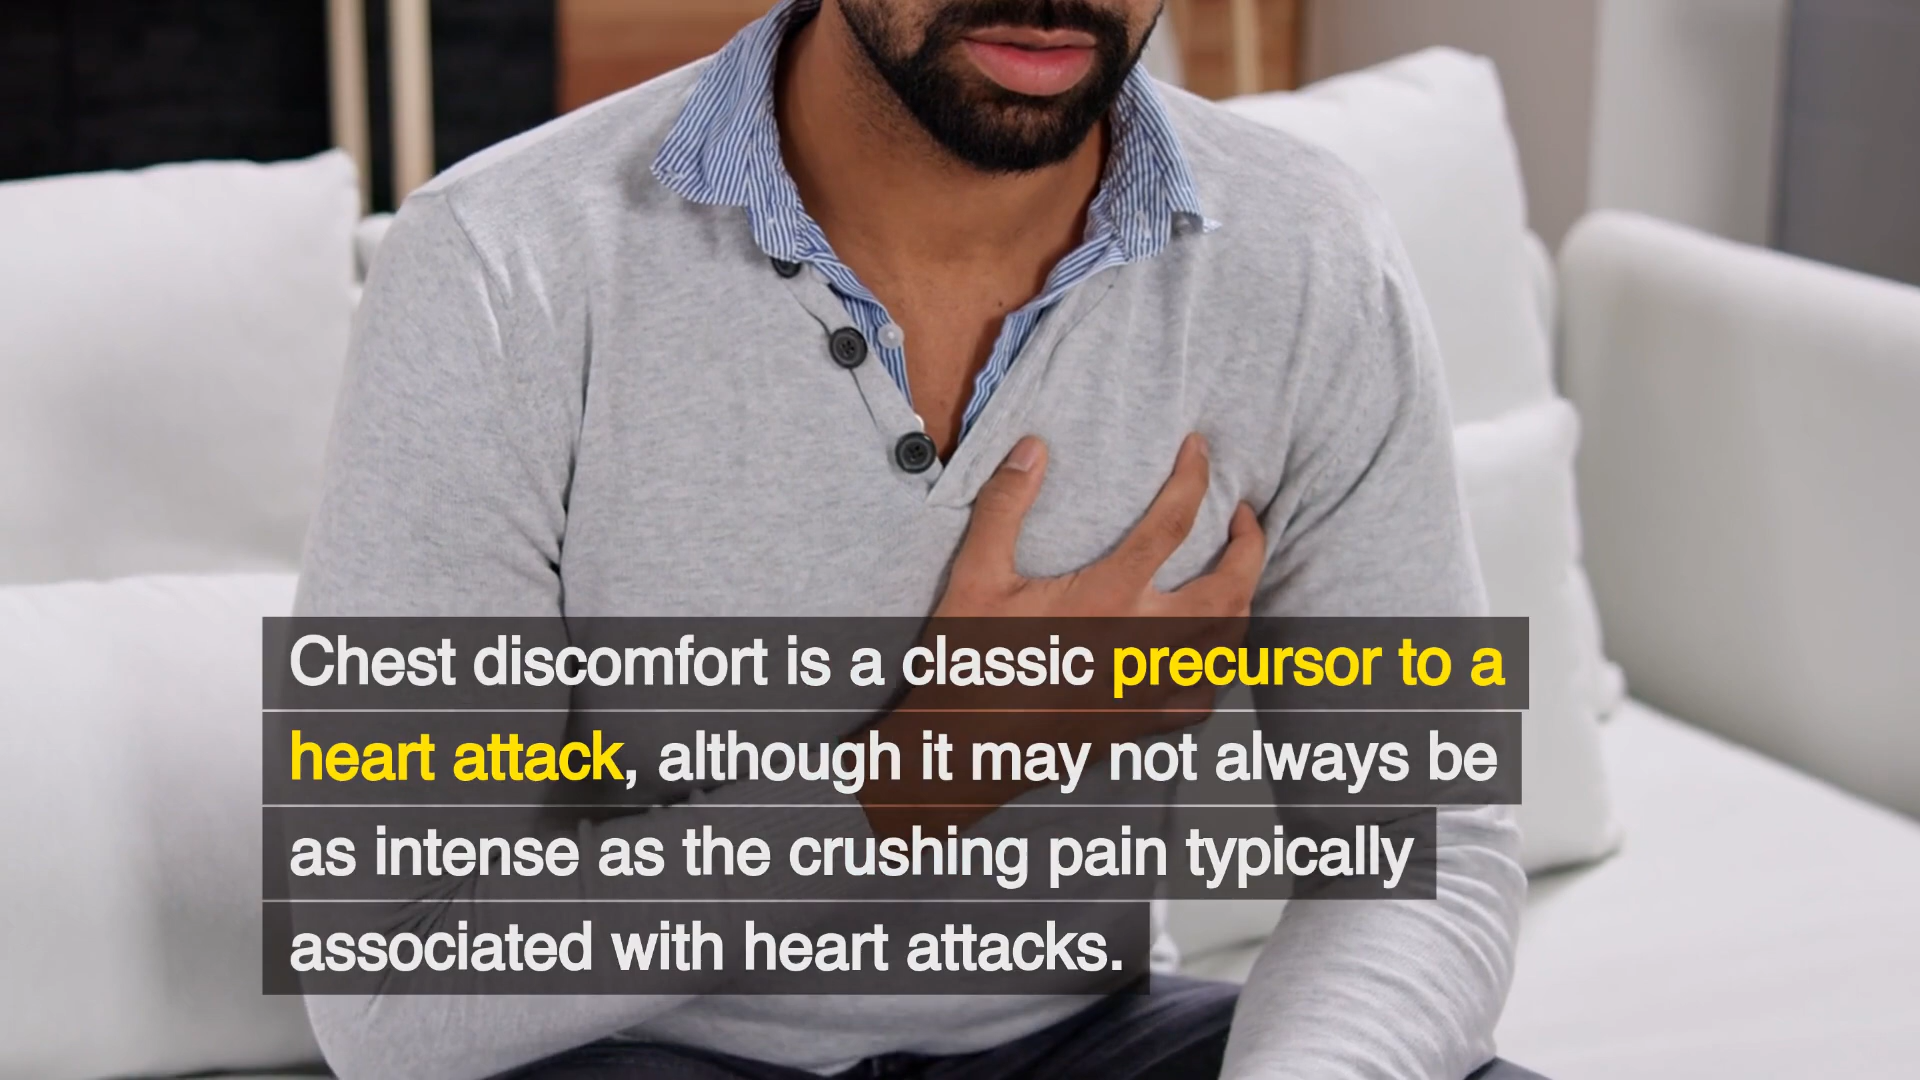 Chest discomfort is a classic precursor to a
heart attack, although it may not always be
as intense as the crushing pain typically
associated with heart attacks.